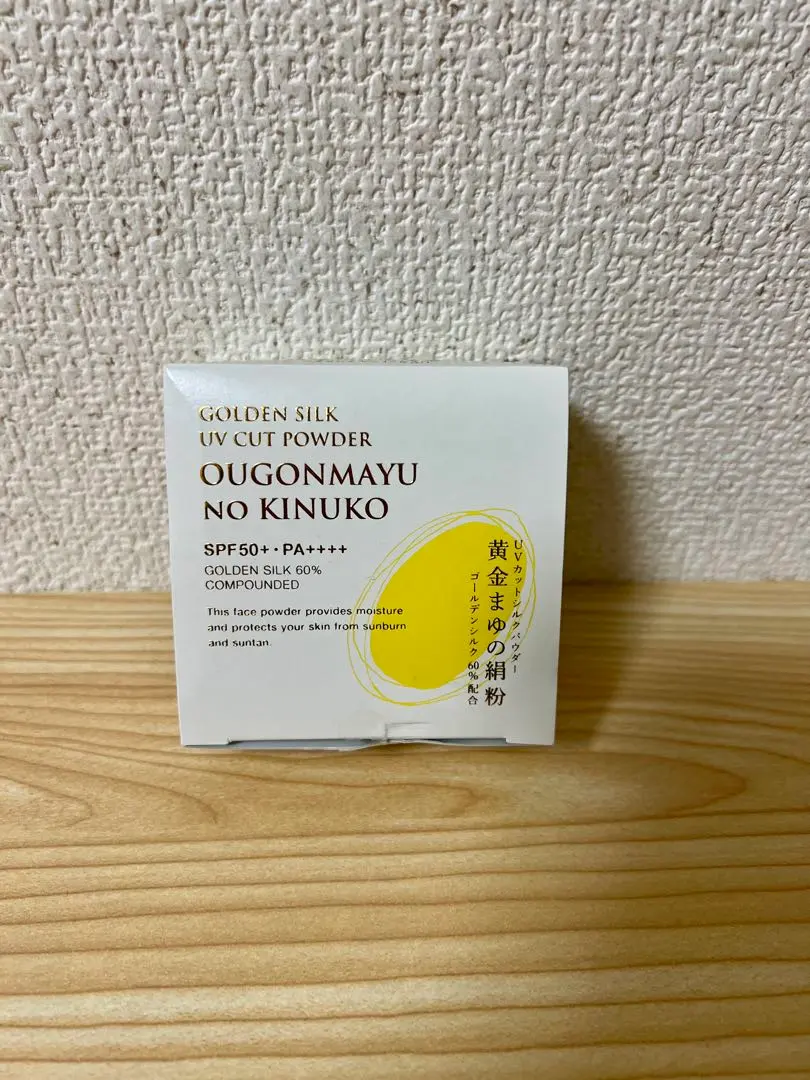 GOLDEN SILK
UV CUT POWDER
OUGONMAYU
NO KINUKO
SPF50+・PA++++
GOLDEN SILK 60%
COMPOUNDED
This face powder provides moisture
and protects your skin from sunburn
and suntan.
UVカットシルクパウダー
黄金まゆの絹粉
ゴールデンシルク60%配合